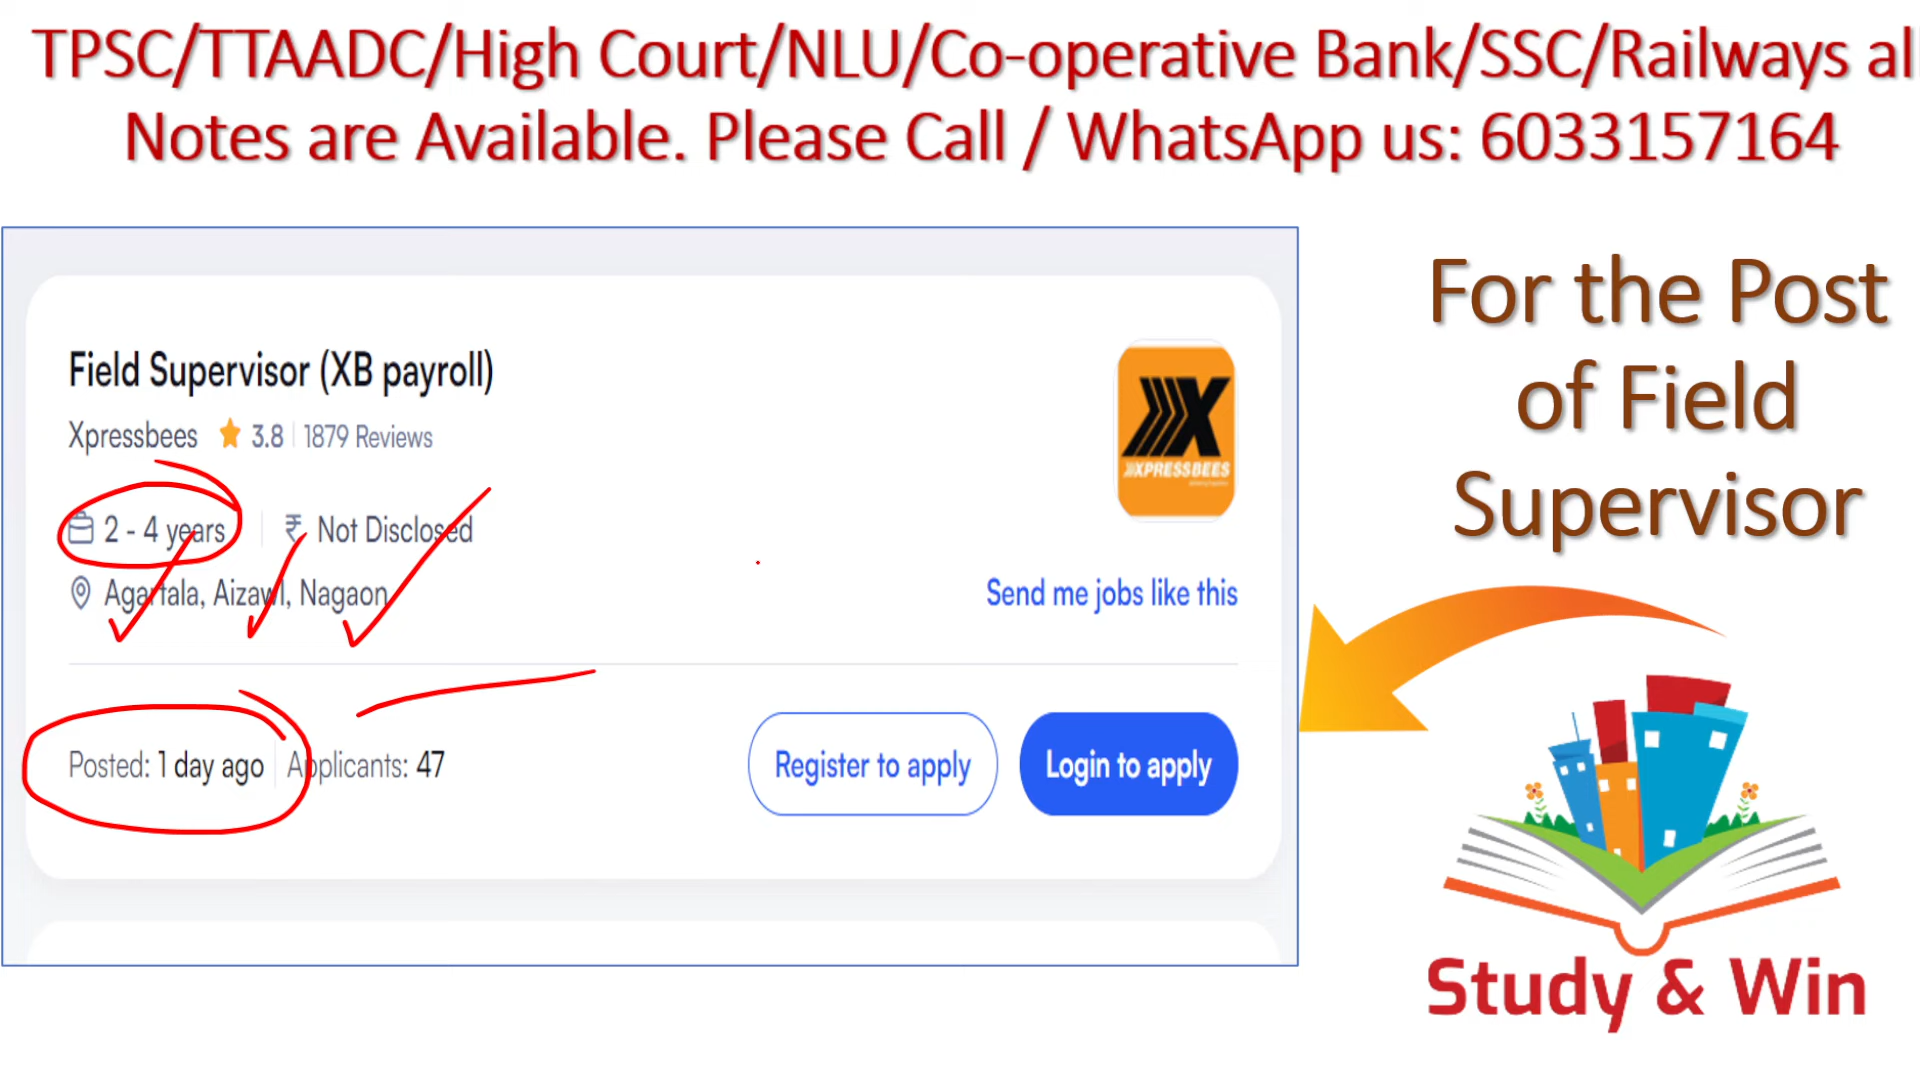 TPSC/TTAADC/High Court/NLU/Co-operative Bank/SSC/Railways al
Notes are Available. Please Call / WhatsApp us: 6033157164
For the Post
of Field
Supervisor
Field Supervisor (XB payroll)
Xpressbees 3.8 | 1879 Reviews
XPRESSBEES
2 - 4 years | ₹ Not Disclosed
Agartala, Aizawl, Nagaon
Send me jobs like this
Posted: 1 day ago | Applicants: 47
Register to apply
Login to apply
Study & Win